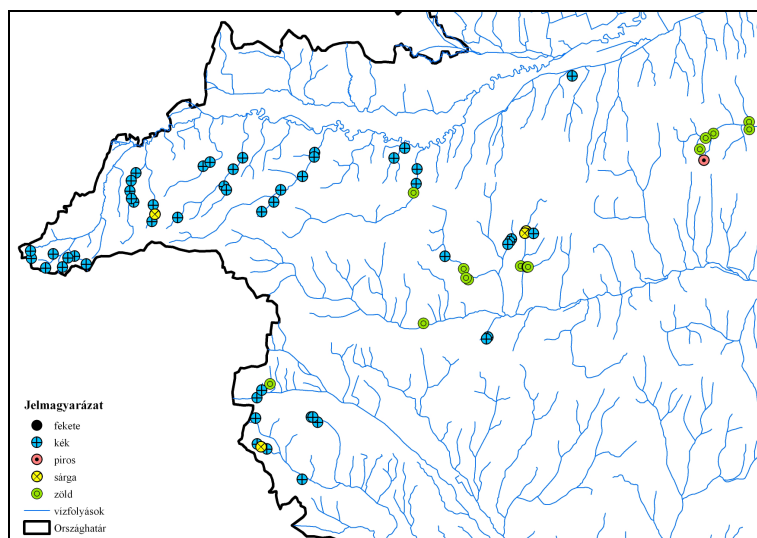 Jelmagyarázat
fekete
kék
piros
sárga
zöld
vízfolyások
Országhatár